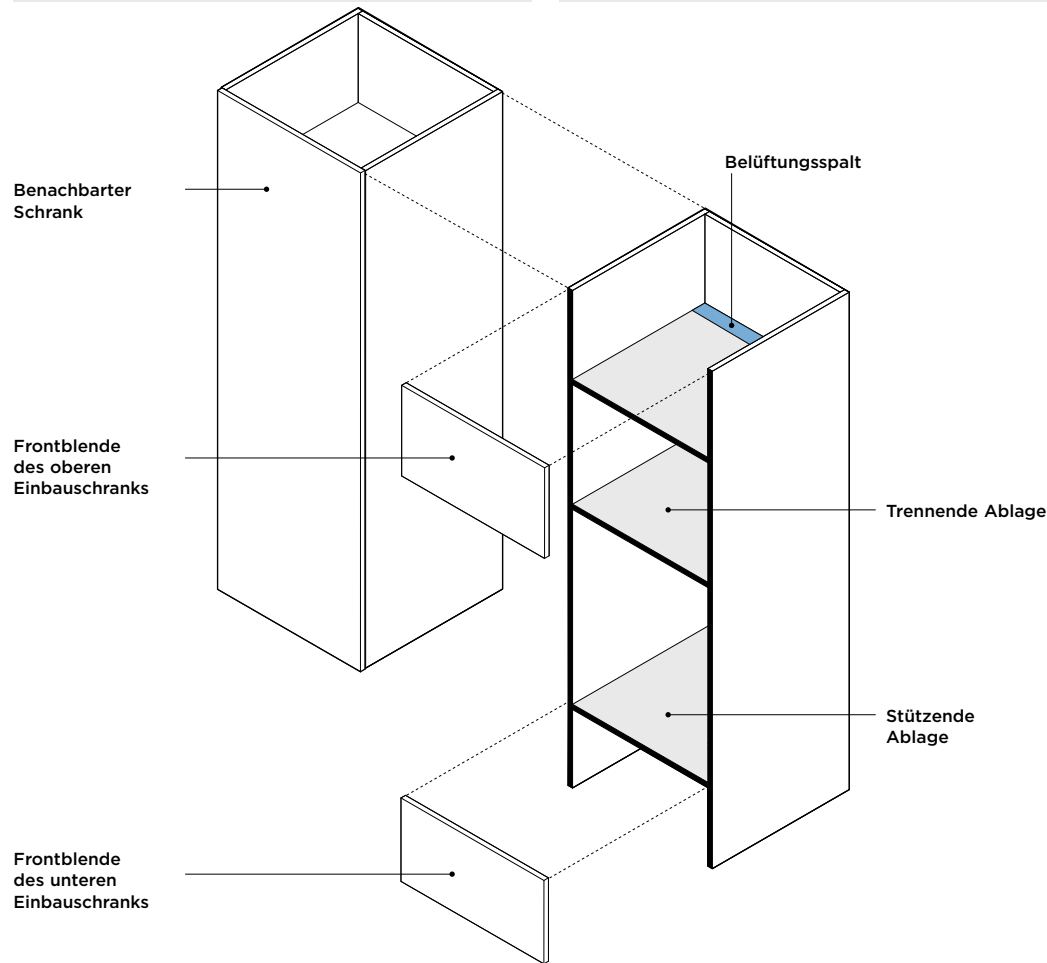 Belüftungsspalt
Benachbarter
Schrank
Frontblende
des oberen
Einbauschranks
Trennende Ablage
Stützende
Ablage
Frontblende
des unteren
Einbauschranks